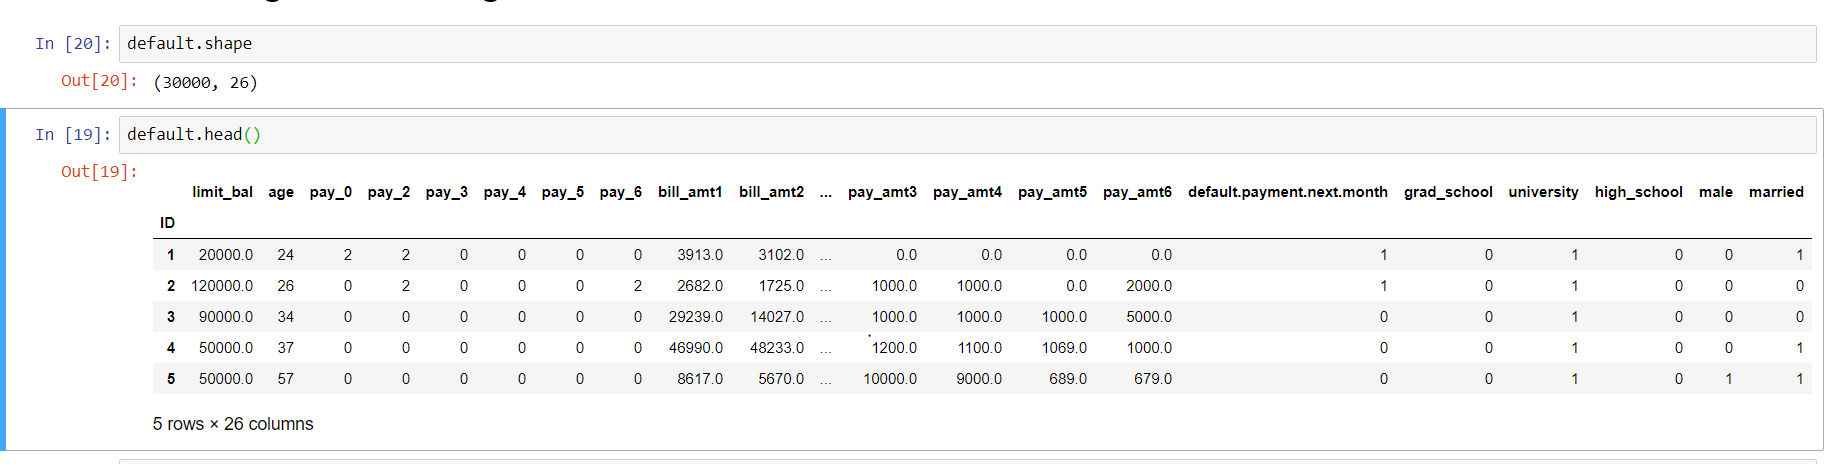 In [20]: default.shape
Out[20]: (30000, 26)
In [19]: default.head()
Out[19]:
limit_bal age pay_0 pay_2 pay_3 pay_4 pay_5 pay_6 bill_amt1 bill_amt2 ... pay_amt3 pay_amt4 pay_amt5 pay_amt6 default.payment.next.month grad_school university high_school male married
ID
1 20000.0 24 2 2 0 0 0 0 3913.0 3102.0 ... 0.0 0.0 0.0 0.0 1 0 1 0 0 1
2 120000.0 26 0 2 0 0 0 2 2682.0 1725.0 ... 1000.0 1000.0 0.0 2000.0 1 0 1 0 0 0
3 90000.0 34 0 0 0 0 0 0 29239.0 14027.0 ... 1000.0 1000.0 1000.0 5000.0 0 0 1 0 0 0
4 50000.0 37 0 0 0 0 0 0 46990.0 48233.0 ... 1200.0 1100.0 1069.0 1000.0 0 0 1 0 0 1
5 50000.0 57 0 0 0 0 0 0 8617.0 5670.0 ... 10000.0 9000.0 689.0 679.0 0 0 1 0 1 1
5 rows × 26 columns